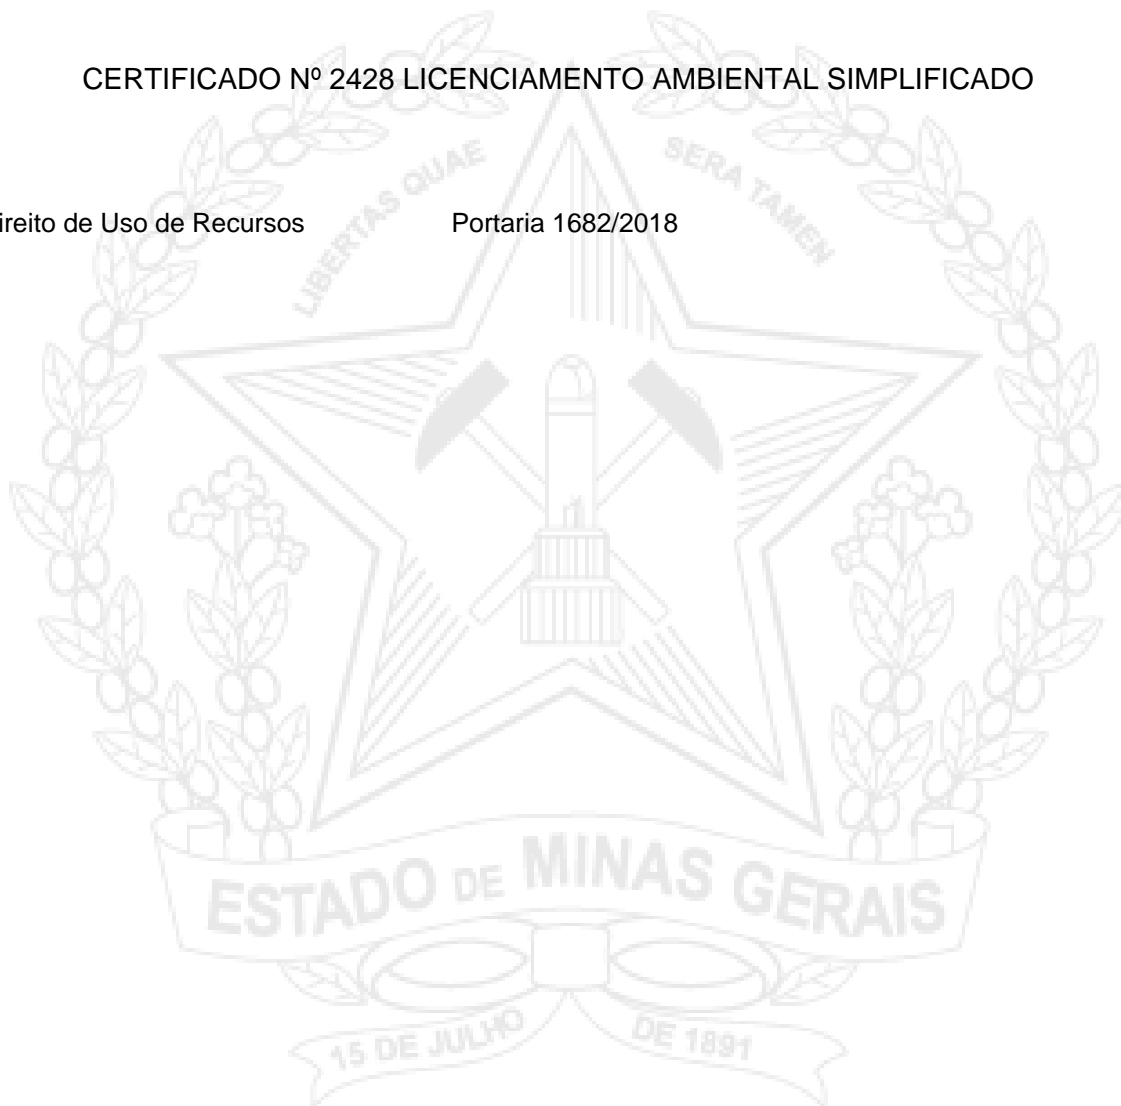 CERTIFICADO Nº 2428 LICENCIAMENTO AMBIENTAL SIMPLIFICADO
LIBERTAS QUAE SERA TAMEN
ireito de Uso de Recursos Portaria 1682/2018
ESTADO DE MINAS GERAIS
15 DE JULHO DE 1891